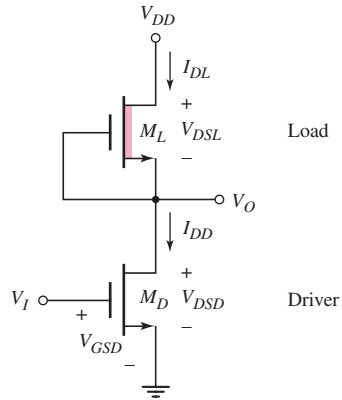 V_DD
I_DL
+
M_L V_DSL Load
−
V_O
I_DD
+
V_I M_D V_DSD Driver
+
−
V_GSD
−